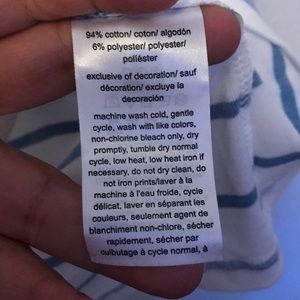 94% cotton/ coton/ algodón
6% polyester/ polyester/
poliéster
exclusive of decoration/ sauf
décoration/ excluye la
decoración
machine wash cold, gentle
cycle, wash with like colors,
non-chlorine bleach only, dry
promptly, tumble dry normal
cycle, low heat, low heat iron if
necessary, do not dry clean, do
not iron prints/laver à la
machine à l'eau froide, cycle
délicat, laver en séparant les
couleurs, seulement agent de
blanchiment non-chlore, sécher
rapidement, sécher par
culbutage à cycle normal, à